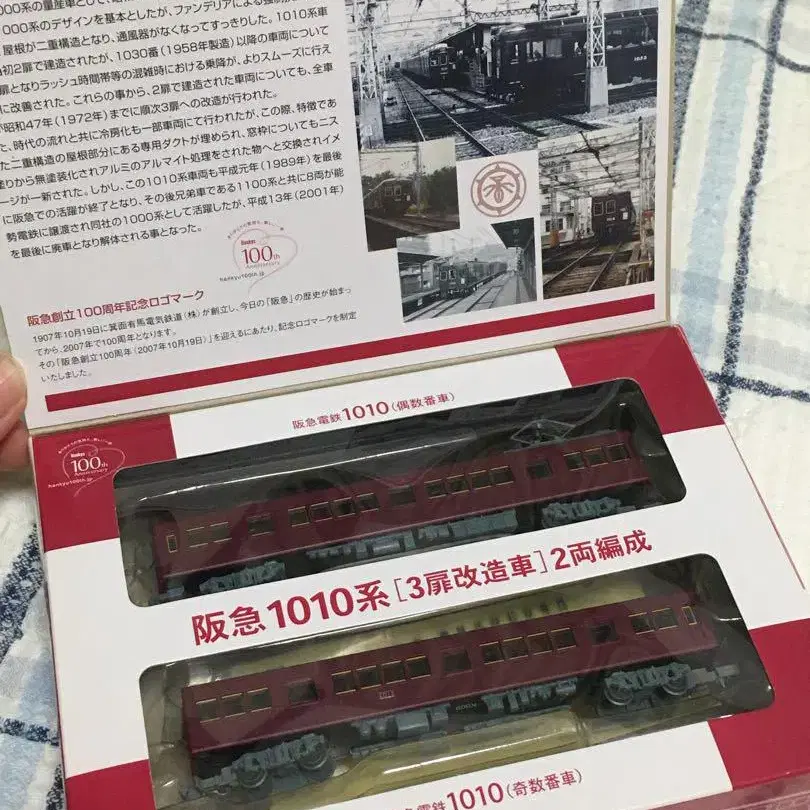 000系の量産車として、昭
000系のデザインを基本としたが、ファンデリアによる強制
屋根が二重構造となり、通風器がなくなってすっきりした。1010系車
初2扉で建造されたが、1030番（1958年製造）以降の車両について
扉となりラッシュ時間帯等の混雑時における乗降が、よりスムーズに行え
に改善された。これらの事から、2扉で建造された車両についても、全車
が昭和47年（1972年）までに順次3扉への改造が行われた。
た、時代の流れと共に冷房化も一部車両にて行われたが、この際、特徴であ
た二重構造の屋根部分にある専用ダクトが埋められ、窓枠についてもニス
塗りから無塗装化されアルミのアルマイト処理をされた物へと交換されイメ
ージが一新された。しかし、この1010系車両も平成元年（1989年）を最後
に阪急での活躍が終了となり、その後兄弟車である1100系と共に8両が能
勢電鉄に譲渡され同社の1000系として活躍したが、平成13年（2001年）
を最後に廃車となり解体される事となった。
Hankyu
100th
Anniversary
hankyu100th.jp
阪急創立100周年記念ロゴマーク
1907年10月19日に箕面有馬電気鉄道（株）が創立し、今日の「阪急」の歴史が始まっ
てから、2007年で100周年となります。
その「阪急創立100周年（2007年10月19日）」を迎えるにあたり、記念ロゴマークを制定
いたしました。
阪急電鉄1010（偶数番車）
Hankyu
100th
Anniversary
hankyu100th.jp
阪急1010系［3扉改造車］2両編成
急電鉄1010（奇数番車）